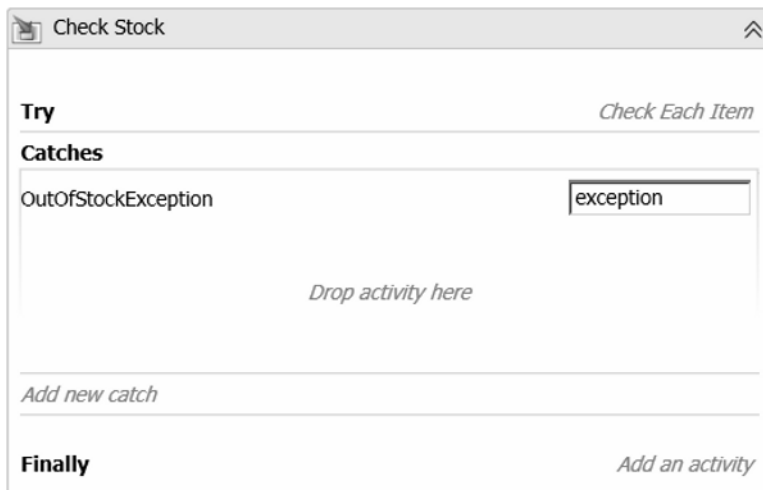 Check Stock
Try Check Each Item
Catches
OutOfStockException exception
Drop activity here
Add new catch
Finally Add an activity